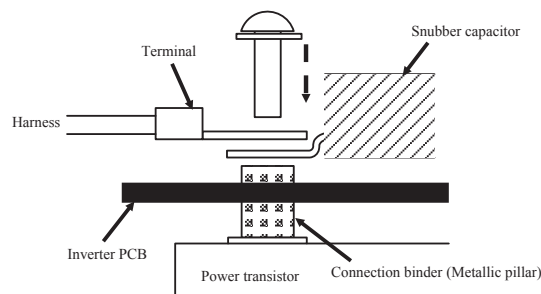 Snubber capacitor
Terminal
Harness
Inverter PCB
Power transistor
Connection binder (Metallic pillar)